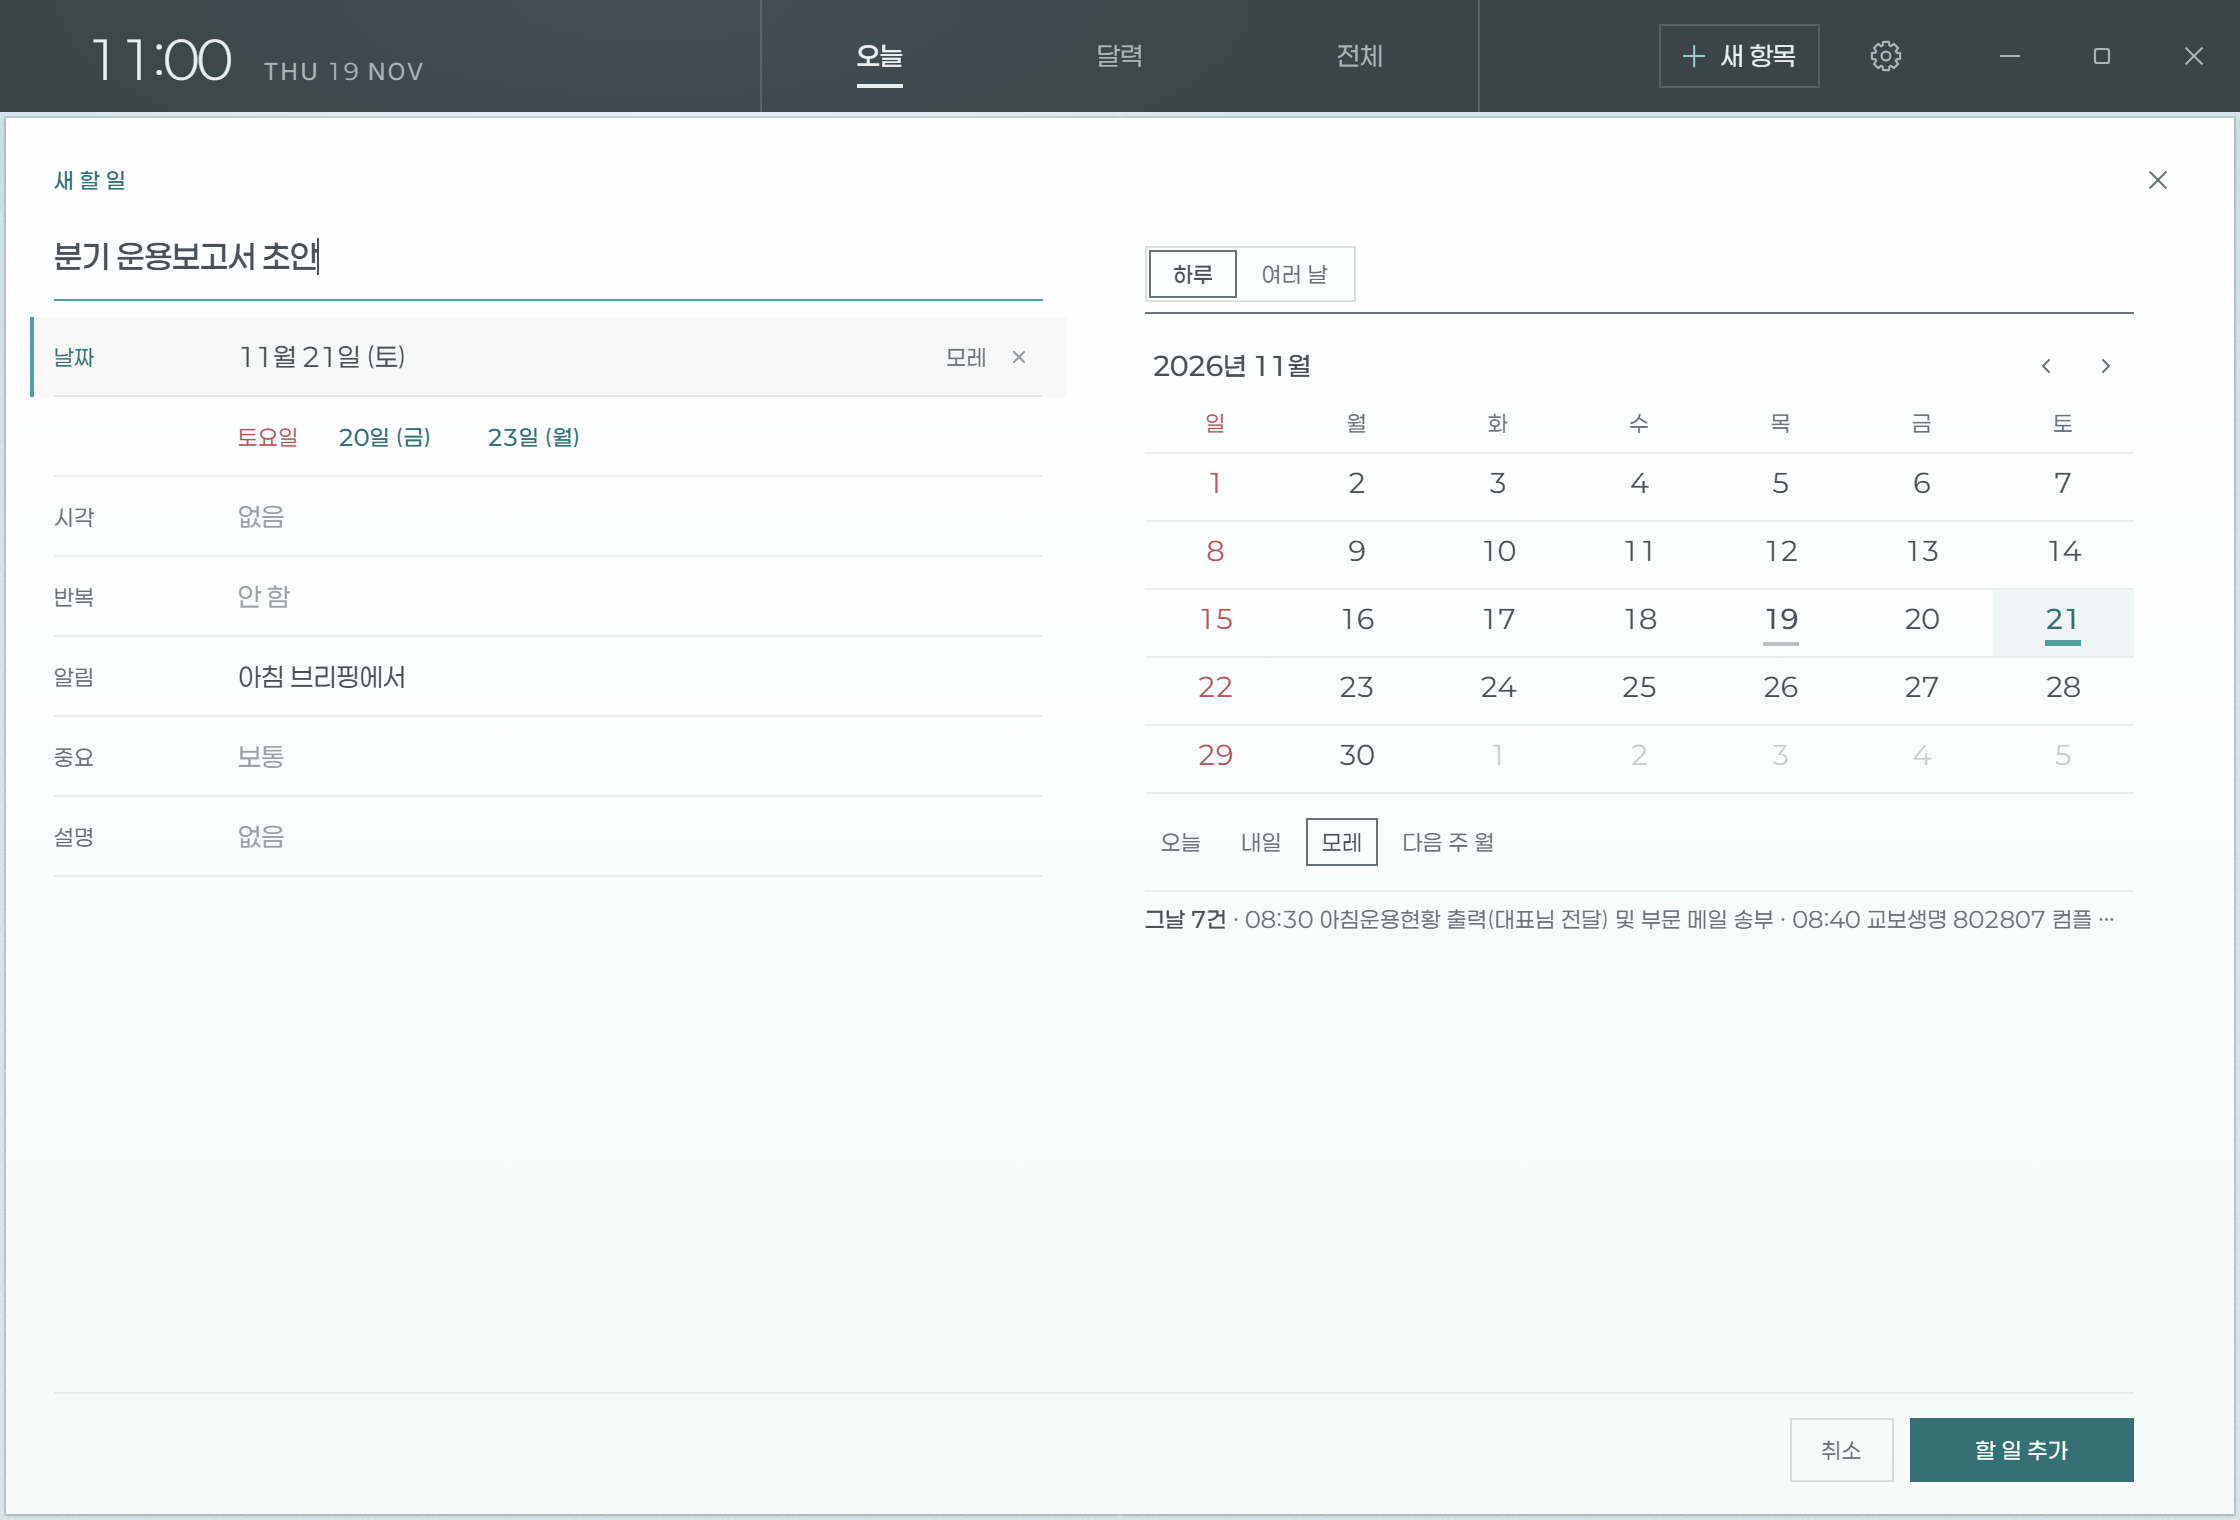 11:00 THU 19 NOV 오늘 달력 전체 + 새 항목
새 할 일
분기 운용보고서 초안
하루 여러 날
날짜 11월 21일 (토) 모레 ×
토요일 20일 (금) 23일 (월)
시각 없음
반복 안 함
알림 아침 브리핑에서
중요 보통
설명 없음
2026년 11월
일 월 화 수 목 금 토
1 2 3 4 5 6 7
8 9 10 11 12 13 14
15 16 17 18 19 20 21
22 23 24 25 26 27 28
29 30 1 2 3 4 5
오늘 내일 모레 다음 주 월
그날 7건 · 08:30 아침운용현황 출력(대표님 전달) 및 부문 메일 송부 · 08:40 교보생명 802807 컴플 ···
취소 할 일 추가